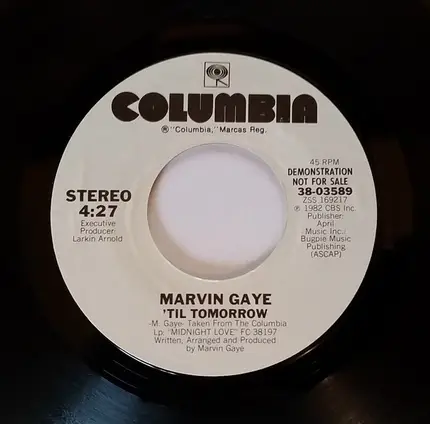 COLUMBIA
® "Columbia," Marcas Reg.
STEREO
4:27
Executive
Producer:
Larkin Arnold
45 RPM
DEMONSTRATION
NOT FOR SALE
38-03589
ZSS 169217
℗ 1982 CBS Inc.
Publisher:
April
Music Inc.:
Bugpie Music
Publishing
(ASCAP)
MARVIN GAYE
'TIL TOMORROW
-M. Gaye- Taken From The Columbia
Lp: "MIDNIGHT LOVE" FC 38197
Written, Arranged and Produced
by Marvin Gaye